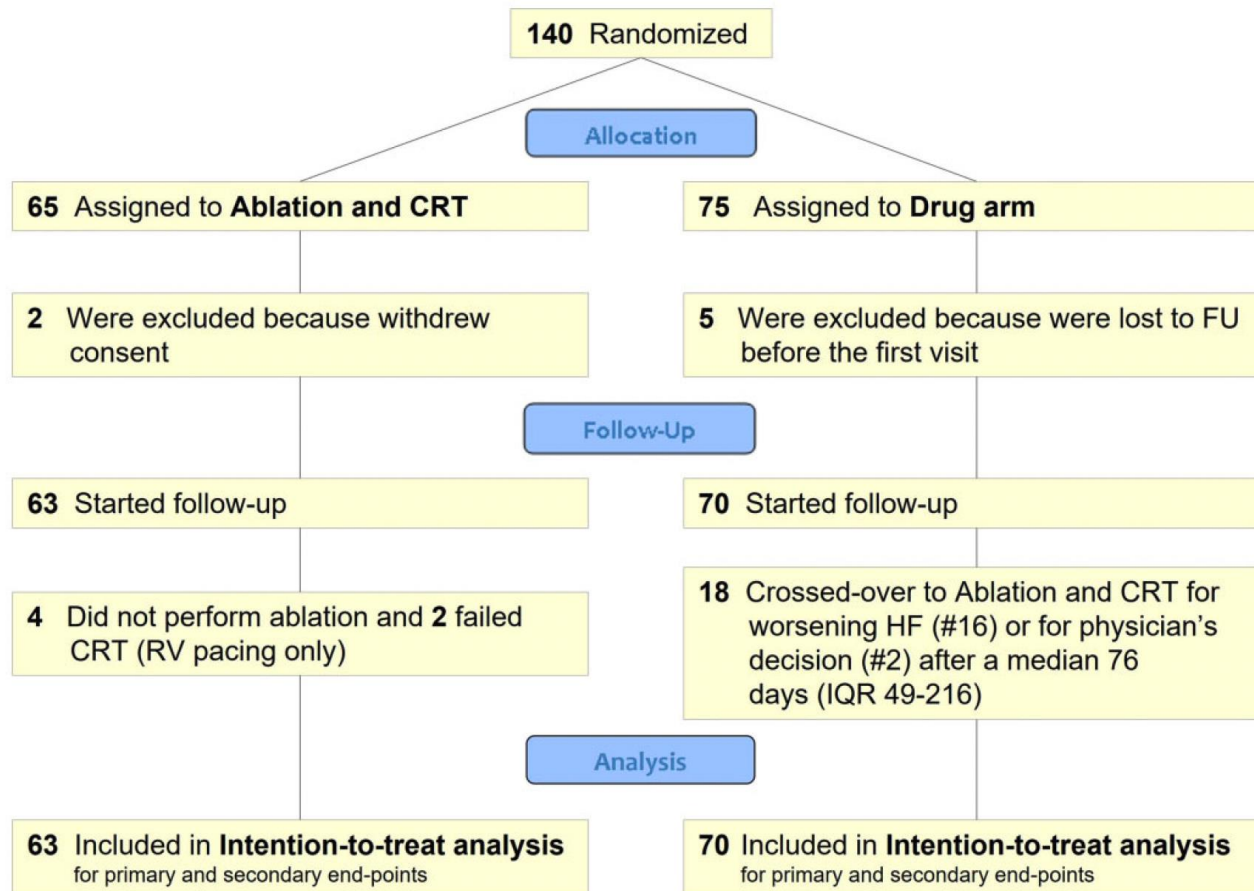 140 Randomized
Allocation
65 Assigned to Ablation and CRT
75 Assigned to Drug arm
2 Were excluded because withdrew
consent
5 Were excluded because were lost to FU
before the first visit
Follow-Up
63 Started follow-up
70 Started follow-up
4 Did not perform ablation and 2 failed
CRT (RV pacing only)
18 Crossed-over to Ablation and CRT for
worsening HF (#16) or for physician's
decision (#2) after a median 76
days (IQR 49-216)
Analysis
63 Included in Intention-to-treat analysis
for primary and secondary end-points
70 Included in Intention-to-treat analysis
for primary and secondary end-points